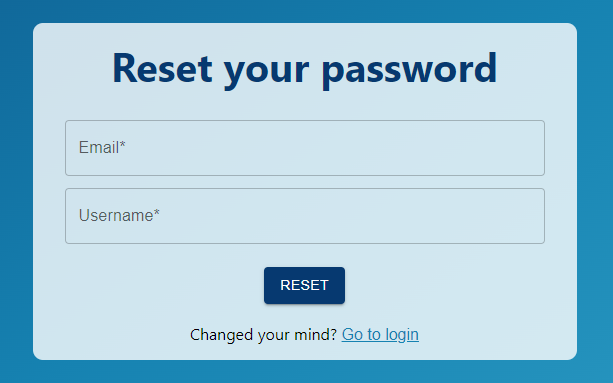 Reset your password
Email*
Username*
RESET
Changed your mind? Go to login